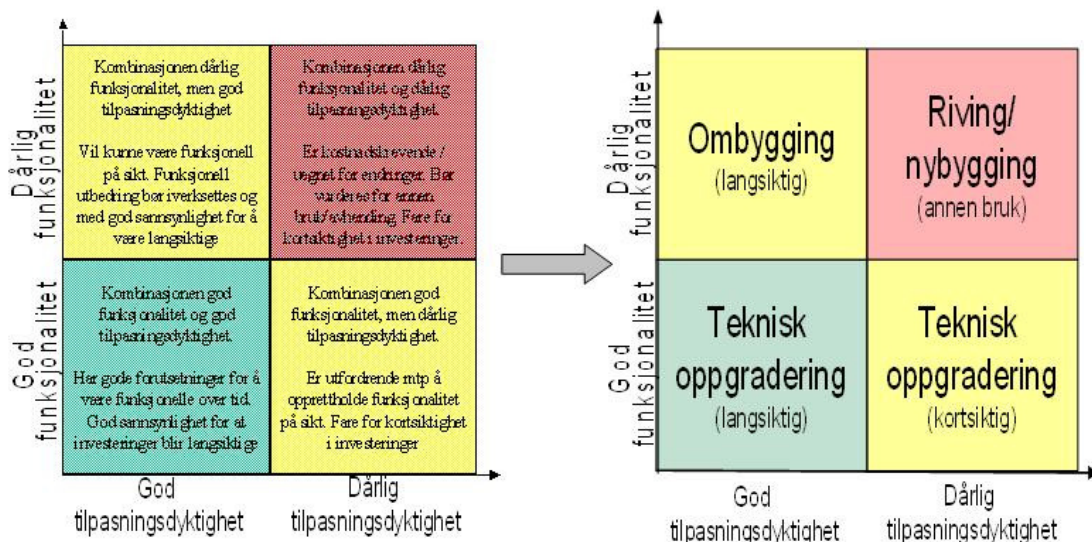 Dårlig
funksjonalitet
Kombinasjonen dårlig
funksjonalitet, men god
tilpasningsdyktighet
Vil kunne være funksjonell
på sikt. Funksjonell
utbedring bør iverksettes og
med god sannsynlighet for å
være langsiktige
Kombinasjonen dårlig
funksjonalitet og dårlig
tilpasningsdyktighet.
Er kostnadskrevende /
uegnet for endringer. Bør
vurderes for annen
bruk/avhending. Fare for
kortsiktighet i investeringer.
God
funksjonalitet
Kombinasjonen god
funksjonalitet og god
tilpasningsdyktighet.
Har gode forutsetninger for å
være funksjonelle over tid.
God sannsynlighet for at
investeringer blir langsiktige
Kombinasjonen god
funksjonalitet, men dårlig
tilpasningsdyktighet.
Er utfordrende mtp å
opprettholde funksjonalitet
på sikt. Fare for kortsiktighet
i investeringer
God
tilpasningsdyktighet
Dårlig
tilpasningsdyktighet
Dårlig
funksjonalitet
Ombygging
(langsiktig)
Riving/
nybygging
(annen bruk)
God
funksjonalitet
Teknisk
oppgradering
(langsiktig)
Teknisk
oppgradering
(kortsiktig)
God
tilpasningsdyktighet
Dårlig
tilpasningsdyktighet